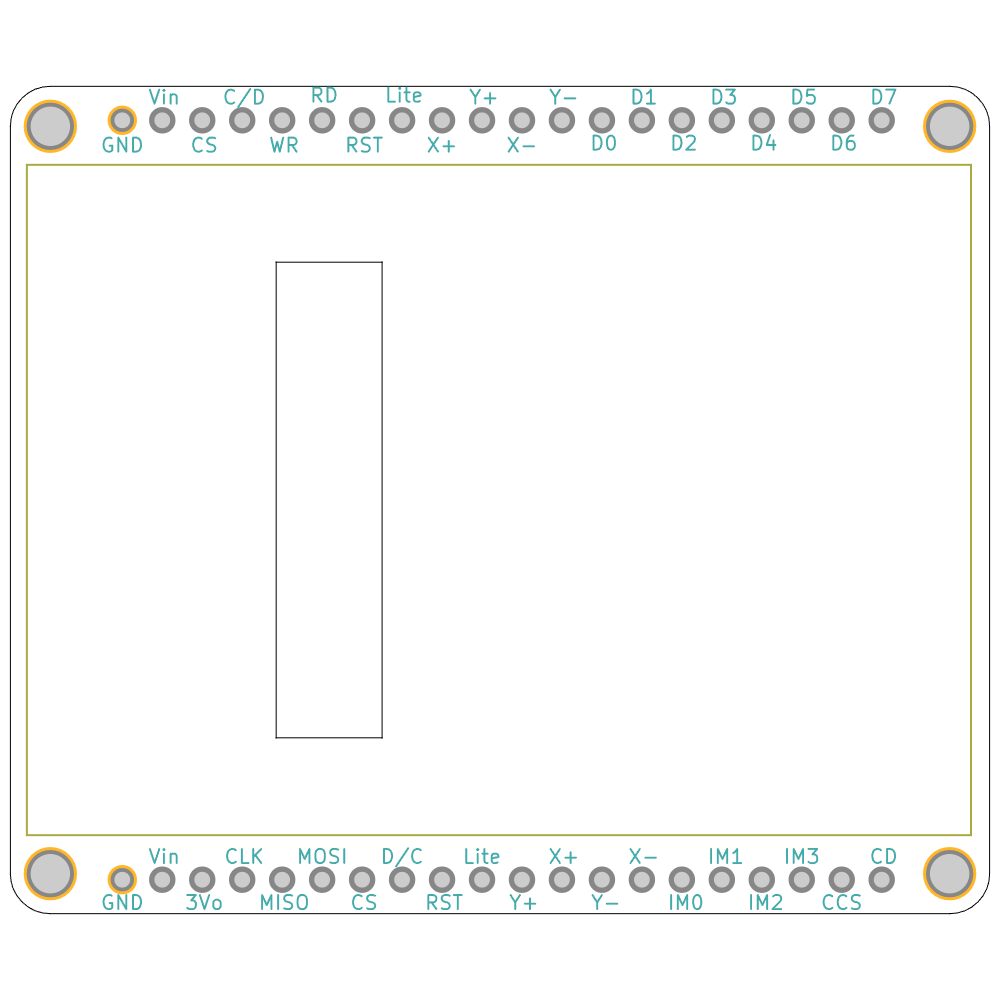 Vin C/D RD Lite Y+ Y- D1 D3 D5 D7
GND CS WR RST X+ X- D0 D2 D4 D6
Vin CLK MOSI D/C Lite X+ X- IM1 IM3 CD
GND 3Vo MISO CS RST Y+ Y- IM0 IM2 CCS